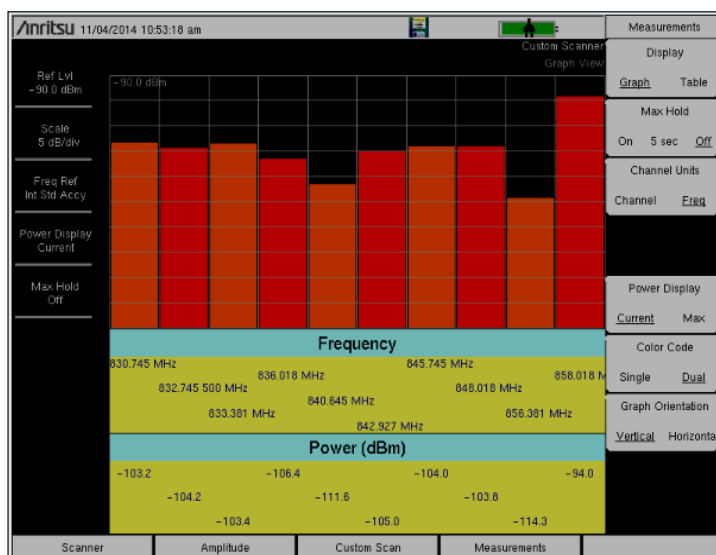 Anritsu 11/04/2014 10:53:18 am
Custom Scanner
Graph View
Ref Lvl
-90.0 dBm
Scale
5 dB/div
Freq Ref
Int Std Accy
Power Display
Current
Max Hold
Off
-90.0 dBm
Frequency
830.745 MHz
832.745 500 MHz
833.381 MHz
836.018 MHz
840.645 MHz
842.927 MHz
845.745 MHz
848.018 MHz
856.381 MHz
858.018 M
Power (dBm)
-103.2
-104.2
-103.4
-106.4
-111.6
-105.0
-104.0
-103.8
-114.3
-94.0
Measurements
Display
Graph Table
Max Hold
On 5 sec Off
Channel Units
Channel Freq
Power Display
Current Max
Color Code
Single Dual
Graph Orientation
Vertical Horizonta
Scanner Amplitude Custom Scan Measurements